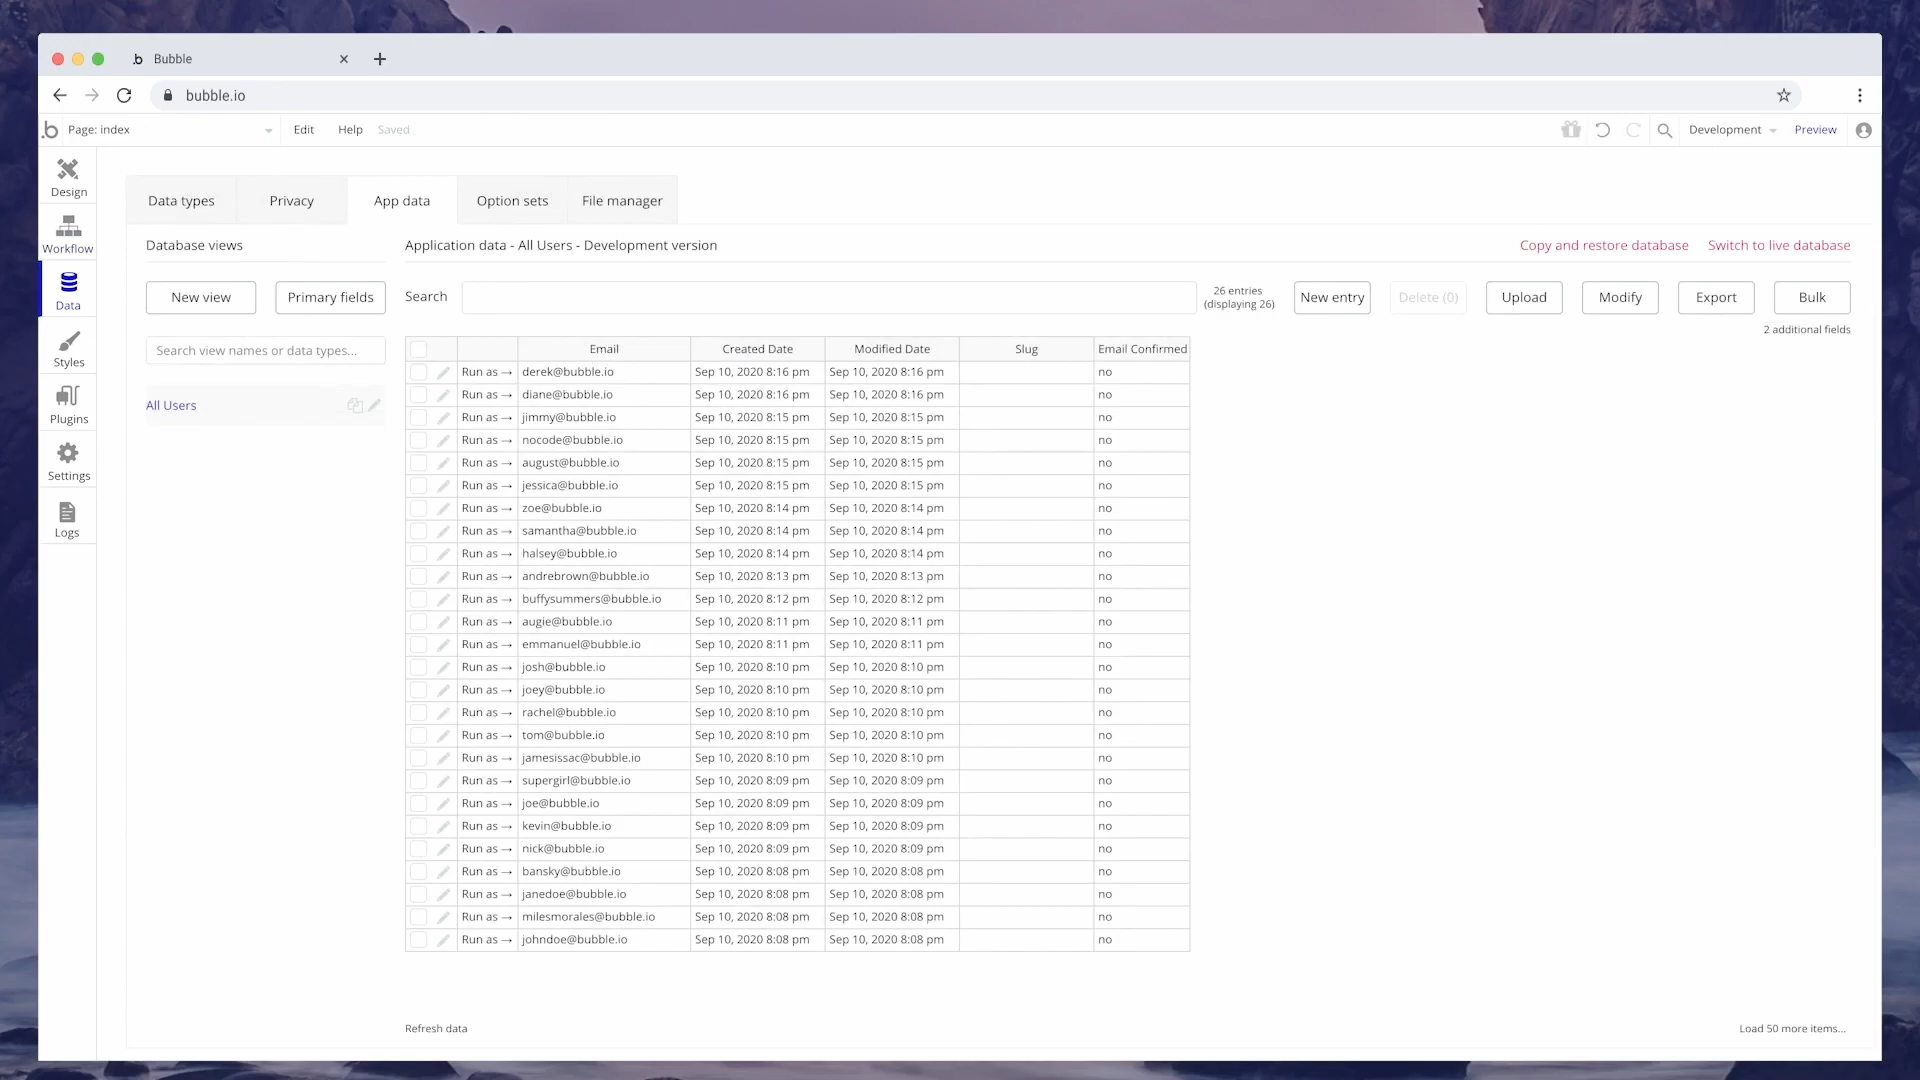 Bubble
bubble.io
Page: index
Edit
Help
Saved
Development
Preview
Design
Workflow
Data
Styles
Plugins
Settings
Logs
Data types
Privacy
App data
Option sets
File manager
Database views
New view
Primary fields
Search view names or data types...
All Users
Application data - All Users - Development version
Copy and restore database
Switch to live database
Search
26 entries
(displaying 26)
New entry
Delete (0)
Upload
Modify
Export
Bulk
2 additional fields
Email Created Date Modified Date Slug Email Confirmed
Run as → derek@bubble.io Sep 10, 2020 8:16 pm Sep 10, 2020 8:16 pm no
Run as → diane@bubble.io Sep 10, 2020 8:16 pm Sep 10, 2020 8:16 pm no
Run as → jimmy@bubble.io Sep 10, 2020 8:15 pm Sep 10, 2020 8:15 pm no
Run as → nocode@bubble.io Sep 10, 2020 8:15 pm Sep 10, 2020 8:15 pm no
Run as → august@bubble.io Sep 10, 2020 8:15 pm Sep 10, 2020 8:15 pm no
Run as → jessica@bubble.io Sep 10, 2020 8:15 pm Sep 10, 2020 8:15 pm no
Run as → zoe@bubble.io Sep 10, 2020 8:14 pm Sep 10, 2020 8:14 pm no
Run as → samantha@bubble.io Sep 10, 2020 8:14 pm Sep 10, 2020 8:14 pm no
Run as → halsey@bubble.io Sep 10, 2020 8:14 pm Sep 10, 2020 8:14 pm no
Run as → andrebrown@bubble.io Sep 10, 2020 8:13 pm Sep 10, 2020 8:13 pm no
Run as → buffysummers@bubble.io Sep 10, 2020 8:12 pm Sep 10, 2020 8:12 pm no
Run as → augie@bubble.io Sep 10, 2020 8:11 pm Sep 10, 2020 8:11 pm no
Run as → emmanuel@bubble.io Sep 10, 2020 8:11 pm Sep 10, 2020 8:11 pm no
Run as → josh@bubble.io Sep 10, 2020 8:10 pm Sep 10, 2020 8:10 pm no
Run as → joey@bubble.io Sep 10, 2020 8:10 pm Sep 10, 2020 8:10 pm no
Run as → rachel@bubble.io Sep 10, 2020 8:10 pm Sep 10, 2020 8:10 pm no
Run as → tom@bubble.io Sep 10, 2020 8:10 pm Sep 10, 2020 8:10 pm no
Run as → jamesissac@bubble.io Sep 10, 2020 8:10 pm Sep 10, 2020 8:10 pm no
Run as → supergirl@bubble.io Sep 10, 2020 8:09 pm Sep 10, 2020 8:09 pm no
Run as → joe@bubble.io Sep 10, 2020 8:09 pm Sep 10, 2020 8:09 pm no
Run as → kevin@bubble.io Sep 10, 2020 8:09 pm Sep 10, 2020 8:09 pm no
Run as → nick@bubble.io Sep 10, 2020 8:09 pm Sep 10, 2020 8:09 pm no
Run as → bansky@bubble.io Sep 10, 2020 8:08 pm Sep 10, 2020 8:08 pm no
Run as → janedoe@bubble.io Sep 10, 2020 8:08 pm Sep 10, 2020 8:08 pm no
Run as → milesmorales@bubble.io Sep 10, 2020 8:08 pm Sep 10, 2020 8:08 pm no
Run as → johndoe@bubble.io Sep 10, 2020 8:08 pm Sep 10, 2020 8:08 pm no
Refresh data
Load 50 more items...